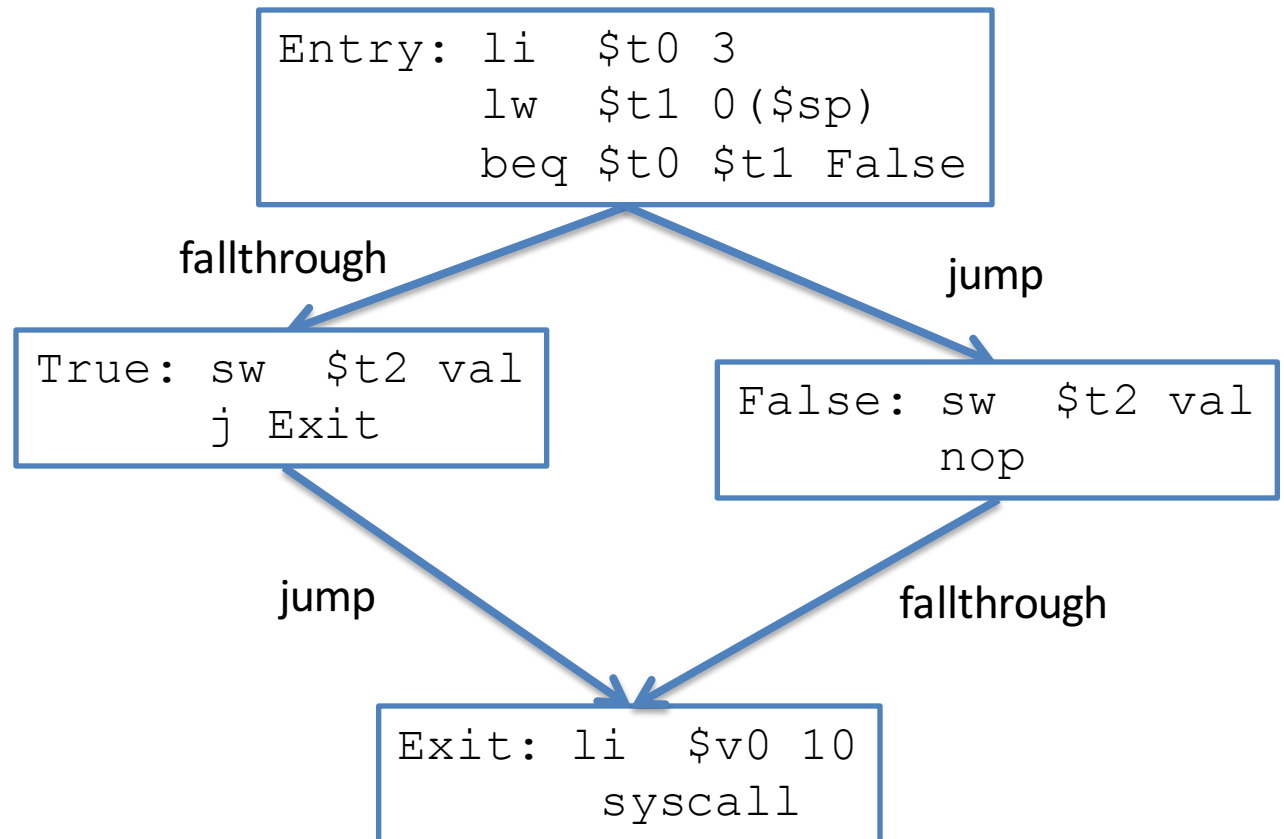 Entry: li $t0 3
lw $t1 0($sp)
beq $t0 $t1 False
fallthrough
jump
True: sw $t2 val
j Exit
False: sw $t2 val
nop
jump
fallthrough
Exit: li $v0 10
syscall